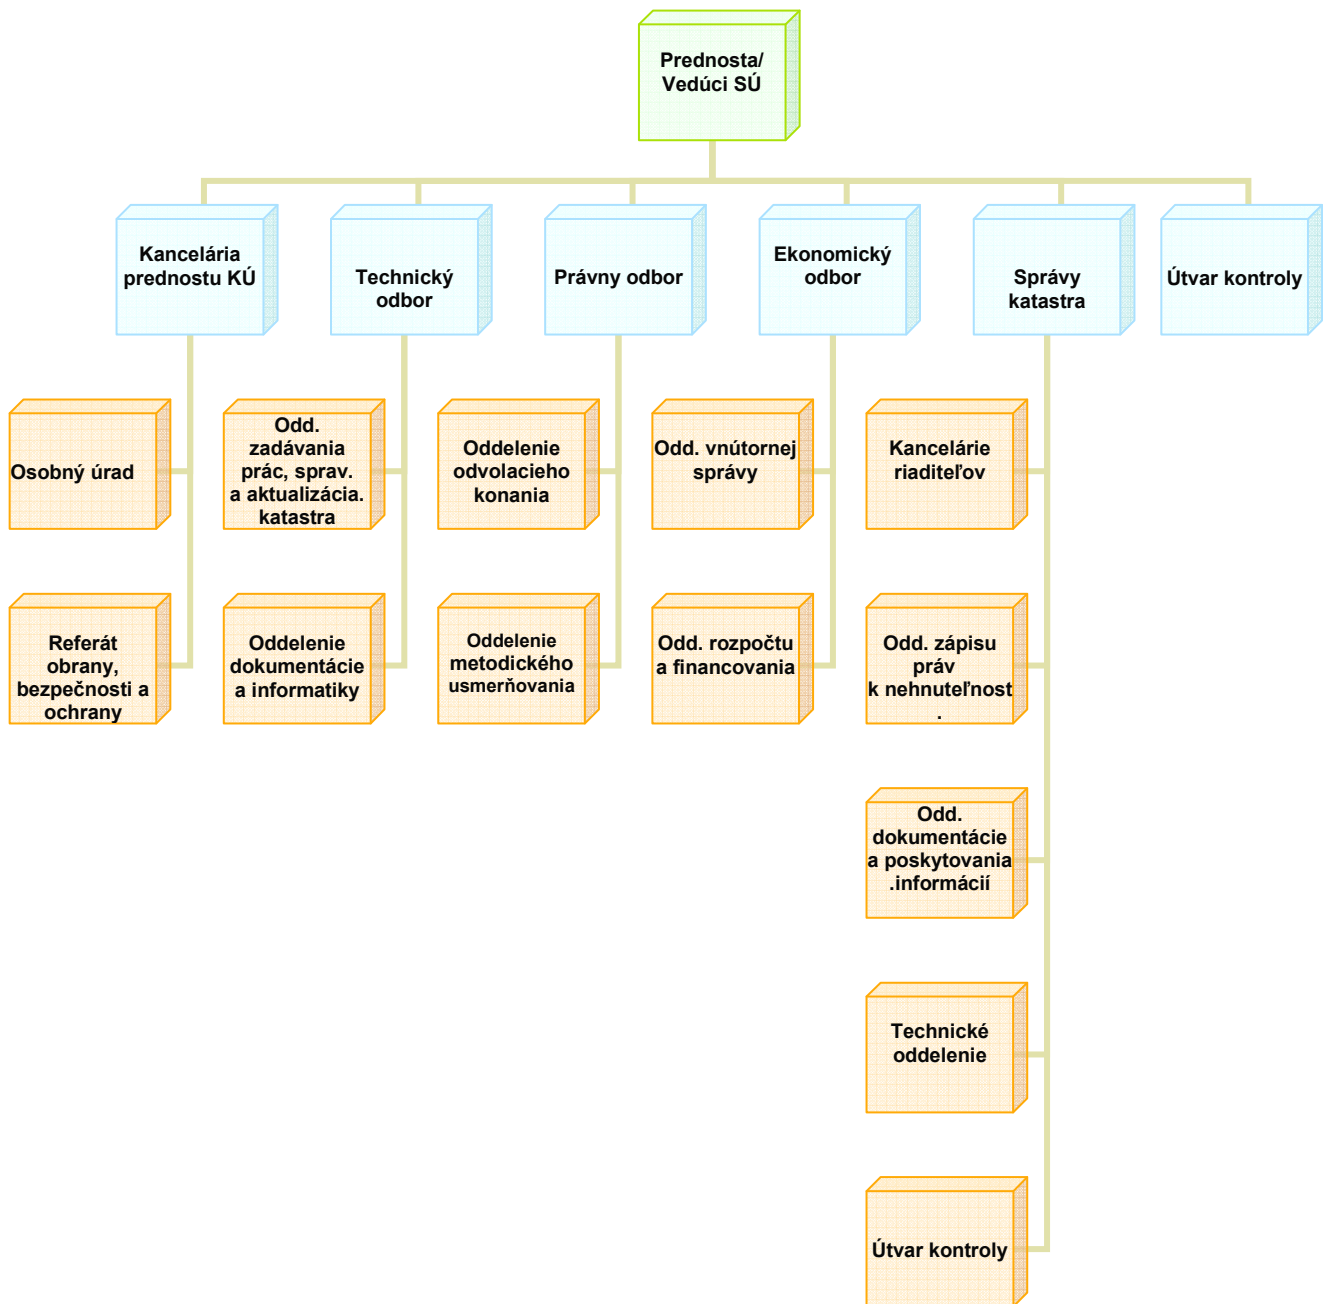 Prednosta/
Vedúci SÚ
Kancelária
prednostu KÚ
Technický
odbor
Právny odbor
Ekonomický
odbor
Správy
katastra
Útvar kontroly
Osobný úrad
Odd.
zadávania
prác, sprav.
a aktualizácia.
katastra
Oddelenie
odvolacieho
konania
Odd. vnútornej
správy
Kancelárie
riaditeľov
Referát
obrany,
bezpečnosti a
ochrany
Oddelenie
dokumentácie
a informatiky
Oddelenie
metodického
usmerňovania
Odd. rozpočtu
a financovania
Odd. zápisu
práv
k nehnuteľnost
.
Odd.
dokumentácie
a poskytovania
.informácií
Technické
oddelenie
Útvar kontroly